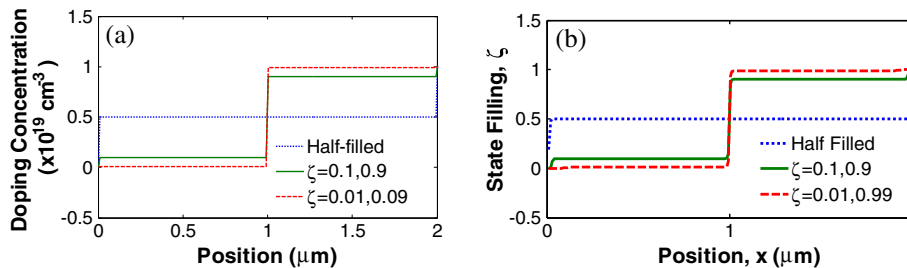 (a)
Doping Concentration
(x10^19 cm^-3)
1.5
1
0.5
0
-0.5
Half-filled
ζ=0.1,0.9
ζ=0.01,0.09
0
0.5
1
1.5
2
Position (μm)
(b)
State Filling, ζ
1.5
1
0.5
0
-0.5
Half Filled
ζ=0.1,0.9
ζ=0.01,0.99
0
1
Position, x (μm)